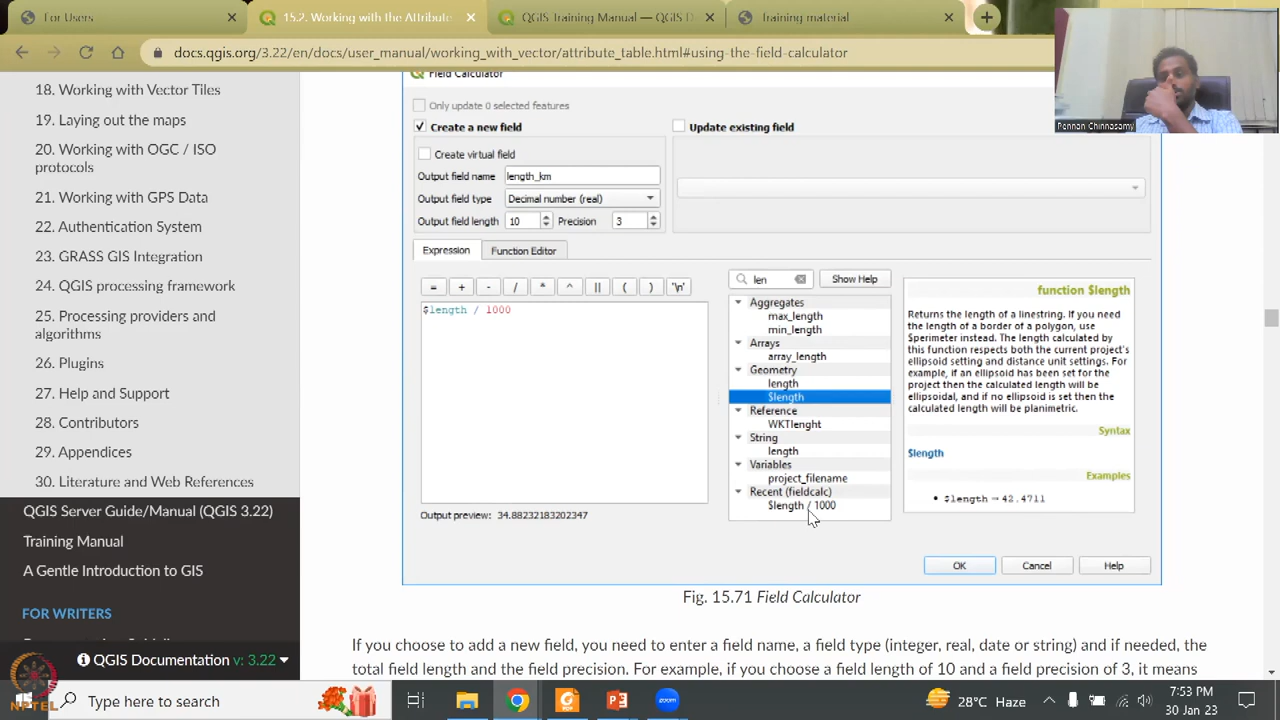 For Users
15.2. Working with the Attribute
QGIS Training Manual — QGIS D
Training material
docs.qgis.org/3.22/en/docs/user_manual/working_with_vector/attribute_table.html#using-the-field-calculator
Pennan Chinnasamy
18. Working with Vector Tiles
19. Laying out the maps
20. Working with OGC / ISO
protocols
21. Working with GPS Data
22. Authentication System
23. GRASS GIS Integration
24. QGIS processing framework
25. Processing providers and
algorithms
26. Plugins
27. Help and Support
28. Contributors
29. Appendices
30. Literature and Web References
QGIS Server Guide/Manual (QGIS 3.22)
Training Manual
A Gentle Introduction to GIS
FOR WRITERS
QGIS Documentation v: 3.22
Field Calculator
Only update 0 selected features
Create a new field
Update existing field
Create virtual field
Output field name length_km
Output field type Decimal number (real)
Output field length 10 Precision 3
Expression Function Editor
= + - / * ^ || ( ) '\n'
$length / 1000
Output preview: 34.88232183202347
len Show Help
Aggregates
max_length
min_length
Arrays
array_length
Geometry
length
$length
Reference
WKTlenght
String
length
Variables
project_filename
Recent (fieldcalc)
$length / 1000
function $length
Returns the length of a linestring. If you need
the length of a border of a polygon, use
$perimeter instead. The length calculated by
this function respects both the current project's
ellipsoid setting and distance unit settings. For
example, if an ellipsoid has been set for the
project then the calculated length will be
ellipsoidal, and if no ellipsoid is set then the
calculated length will be planimetric.
Syntax
$length
Examples
• $length → 42.4711
OK Cancel Help
Fig. 15.71 Field Calculator
If you choose to add a new field, you need to enter a field name, a field type (integer, real, date or string) and if needed, the
total field length and the field precision. For example, if you choose a field length of 10 and a field precision of 3, it means
NPTEL
Type here to search
28°C Haze
7:53 PM
30 Jan 23